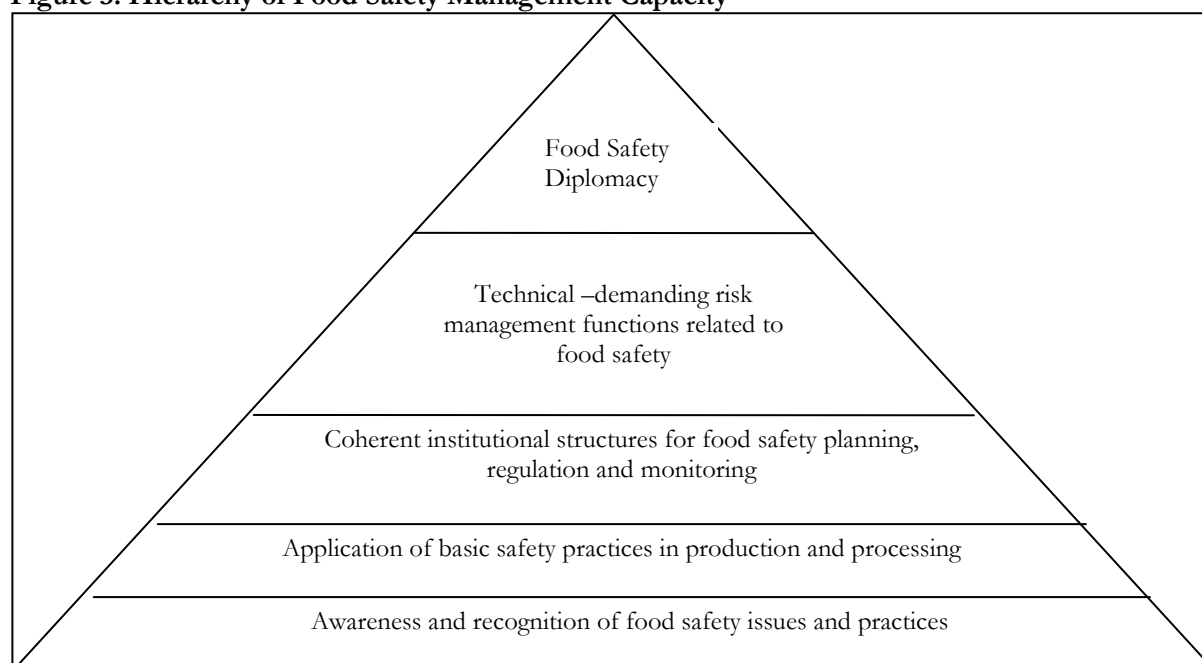 Figure 3. Hierarchy of Food Safety Management Capacity
Food Safety
Diplomacy
Technical –demanding risk
management functions related to
food safety
Coherent institutional structures for food safety planning,
regulation and monitoring
Application of basic safety practices in production and processing
Awareness and recognition of food safety issues and practices